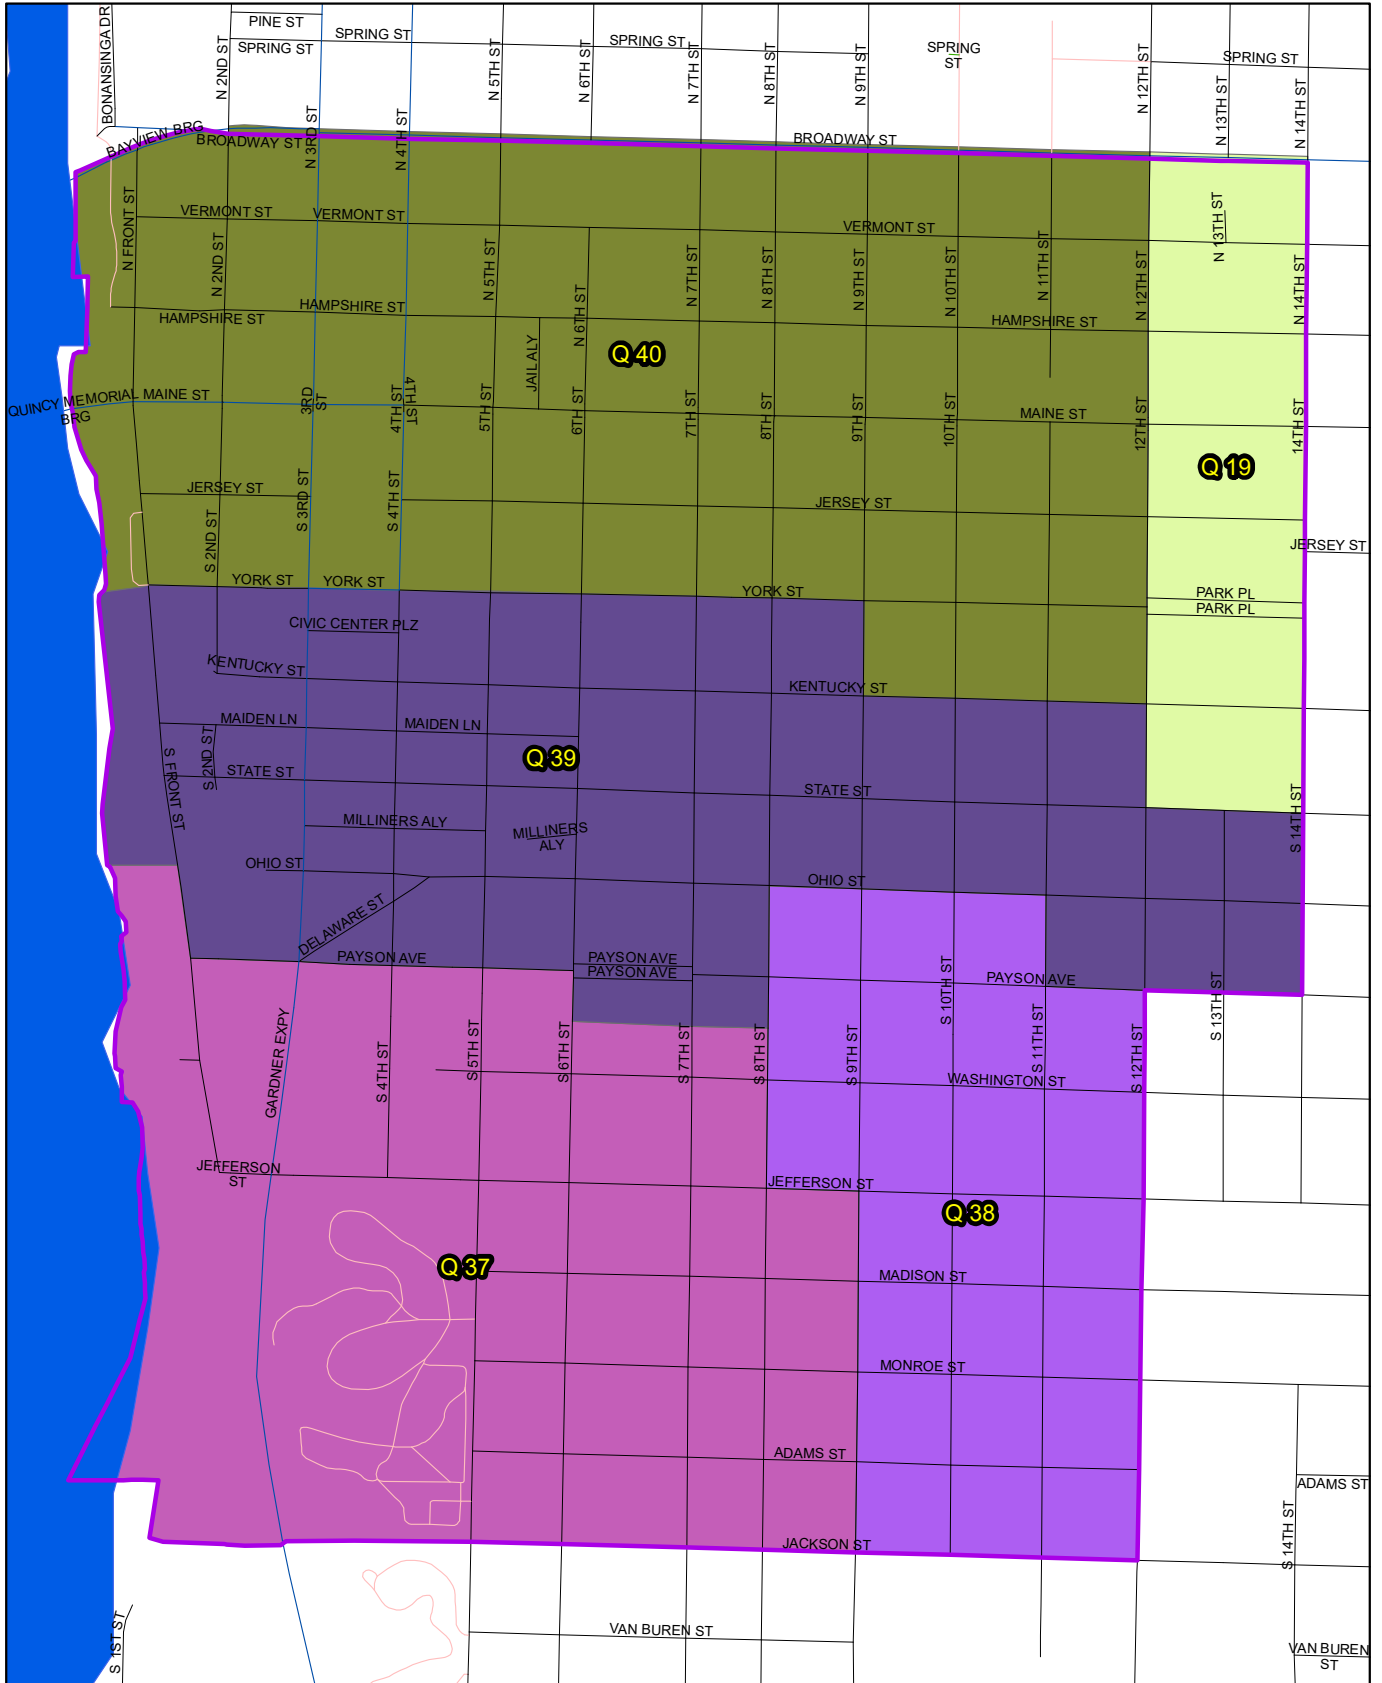 PINE ST
SPRING ST
SPRING ST
SPRING ST
SPRING
ST
SPRING ST
BONANSINGA DR
N 2ND ST
N 3RD ST
N 4TH ST
N 5TH ST
N 6TH ST
N 7TH ST
N 8TH ST
N 9TH ST
N 12TH ST
N 13TH ST
N 14TH ST
BAYVIEW BRG
BROADWAY ST
BROADWAY ST
VERMONT ST
VERMONT ST
VERMONT ST
N FRONT ST
N 2ND ST
N 5TH ST
N 6TH ST
N 7TH ST
N 8TH ST
N 9TH ST
N 10TH ST
N 11TH ST
N 12TH ST
N 13TH ST
N 14TH ST
HAMPSHIRE ST
HAMPSHIRE ST
HAMPSHIRE ST
JAIL ALY
Q 40
QUINCY MEMORIAL
BRG
MAINE ST
3RD
ST
4TH ST
4TH ST
5TH ST
6TH ST
7TH ST
8TH ST
9TH ST
10TH ST
MAINE ST
12TH ST
14TH ST
Q 19
JERSEY ST
JERSEY ST
JERSEY ST
S 2ND ST
S 3RD ST
S 4TH ST
YORK ST
YORK ST
YORK ST
PARK PL
PARK PL
CIVIC CENTER PLZ
KENTUCKY ST
KENTUCKY ST
MAIDEN LN
MAIDEN LN
S FRONT ST
S 2ND ST
Q 39
STATE ST
STATE ST
MILLINERS ALY
MILLINERS
ALY
S 14TH ST
OHIO ST
OHIO ST
DELAWARE ST
PAYSON AVE
PAYSON AVE
PAYSON AVE
PAYSON AVE
GARDNER EXPY
S 4TH ST
S 5TH ST
S 6TH ST
S 7TH ST
S 8TH ST
S 9TH ST
S 10TH ST
S 11TH ST
S 12TH ST
S 13TH ST
WASHINGTON ST
JEFFERSON
ST
JEFFERSON ST
Q 38
Q 37
MADISON ST
MONROE ST
ADAMS ST
ADAMS ST
JACKSON ST
S 14TH ST
S 1ST ST
VAN BUREN ST
VAN BUREN
ST